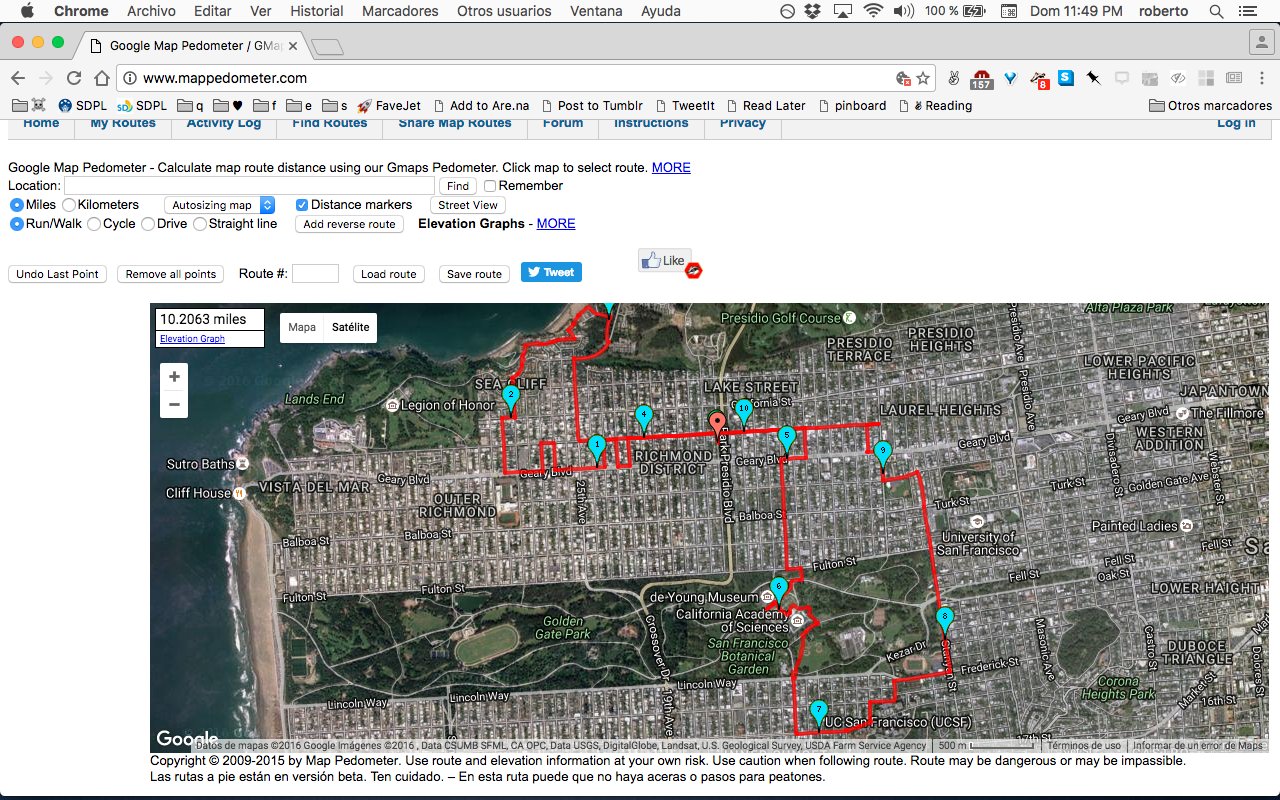 Chrome Archivo Editar Ver Historial Marcadores Otros usuarios Ventana Ayuda 100 % Dom 11:49 PM roberto
Google Map Pedometer / GMap
www.mappedometer.com
157 8
SDPL SDPL q ♥ f e s FaveJet Add to Are.na Post to Tumblr TweetIt Read Later pinboard Reading Otros marcadores
Home My Routes Activity Log Find Routes Share Map Routes Forum Instructions Privacy Log in
Google Map Pedometer - Calculate map route distance using our Gmaps Pedometer. Click map to select route. MORE
Location: Find Remember
Miles Kilometers Autosizing map Distance markers Street View
Run/Walk Cycle Drive Straight line Add reverse route Elevation Graphs - MORE
Undo Last Point Remove all points Route #: Load route Save route Tweet Like
10.2063 miles
Elevation Graph
Mapa Satélite
+
−
Presidio Golf Course
Alta Plaza Park
PRESIDIO TERRACE
PRESIDIO HEIGHTS
Presidio Ave
Presidio Ave
LOWER PACIFIC HEIGHTS
JAPANTOWN
SEA CLIFF
LAKE STREET
California St
LAUREL HEIGHTS
Lands End
Legion of Honor
2
4
10
5
1
9
Geary Blvd
The Fillmore
WESTERN ADDITION
RICHMOND DISTRICT
Geary Blvd
Geary Blvd
Park Presidio Blvd
Sutro Baths
Cliff House
VISTA DEL MAR
Geary Blvd
Geary Blvd
25th Ave
OUTER RICHMOND
Divisadero St
Webster St
Golden Gate Ave
Turk St
Turk St
Balboa St
Balboa S
Balboa St
University of San Francisco
Painted Ladies
Fell St
Fulton St
Fulton St
Fulton St
Fell St
Oak St
LOWER HAIGHT
6
de Young Museum
California Academy of Sciences
8
Golden Gate Park
Crossover Dr
19th Ave
San Francisco Botanical Garden
Kezar Dr
Stanyan St
Frederick St
Masonic Ave
Castro St
DUBOCE TRIANGLE
Dolores St
Market St
16th St
Corona Heights Park
Lincoln Way
Lincoln Way
Lincoln Way
7
UC San Francisco (UCSF)
17th St
Google
Datos de mapas ©2016 Google Imágenes ©2016 , Data CSUMB SFML, CA OPC, Data USGS, DigitalGlobe, Landsat, U.S. Geological Survey, USDA Farm Service Agency 500 m Términos de uso Informar de un error de Maps
Copyright © 2009-2015 by Map Pedometer. Use route and elevation information at your own risk. Use caution when following route. Route may be dangerous or may be impassible.
Las rutas a pie están en versión beta. Ten cuidado. – En esta ruta puede que no haya aceras o pasos para peatones.